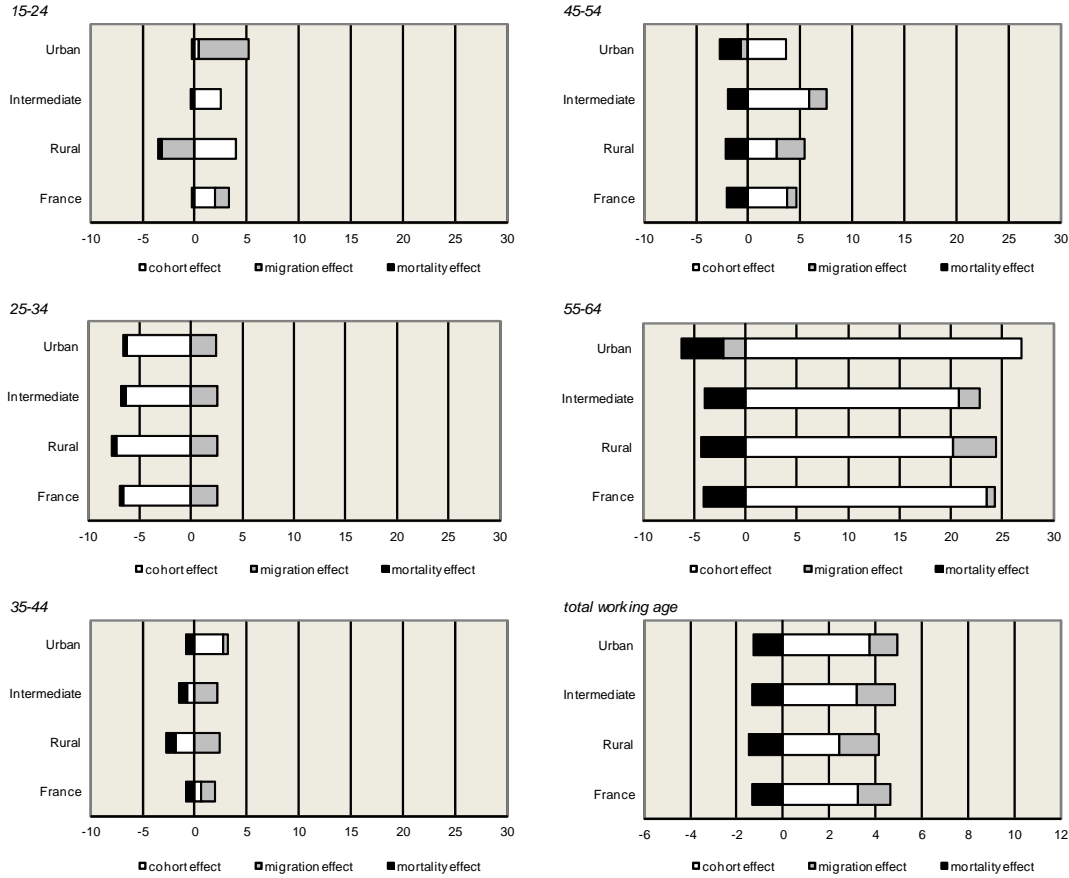 15-24
Urban
Intermediate
Rural
France
-10 -5 0 5 10 15 20 25 30
cohort effect migration effect mortality effect
45-54
Urban
Intermediate
Rural
France
-10 -5 0 5 10 15 20 25 30
cohort effect migration effect mortality effect
25-34
Urban
Intermediate
Rural
France
-10 -5 0 5 10 15 20 25 30
cohort effect migration effect mortality effect
55-64
Urban
Intermediate
Rural
France
-10 -5 0 5 10 15 20 25 30
cohort effect migration effect mortality effect
35-44
Urban
Intermediate
Rural
France
-10 -5 0 5 10 15 20 25 30
cohort effect migration effect mortality effect
total working age
Urban
Intermediate
Rural
France
-6 -4 -2 0 2 4 6 8 10 12
cohort effect migration effect mortality effect